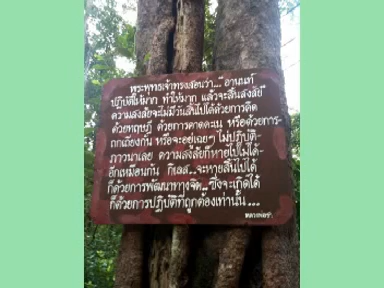 พระพุทธเจ้าทรงสอนว่า..."อานนท์
ปฏิบัติให้มาก ทำให้มาก แล้วจะสิ้นสงสัย"
ความสงสัยจะไม่มีวันสิ้นไปได้ด้วยการคิด
ด้วยทฤษฎี ด้วยการคาดคะเน หรือด้วยการ-
ถกเถียงกัน หรือจะอยู่เฉยๆ ไม่ปฏิบัติ-
ภาวนาเลย ความสงสัยก็หายไปไม่ได้-
อีกเหมือนกัน กิเลส..จะหายสิ้นไปได้
ก็ด้วยการพัฒนาทางจิต..ซึ่งจะเกิดได้
ก็ด้วยการปฏิบัติที่ถูกต้องเท่านั้น...
หลวงพ่อชา